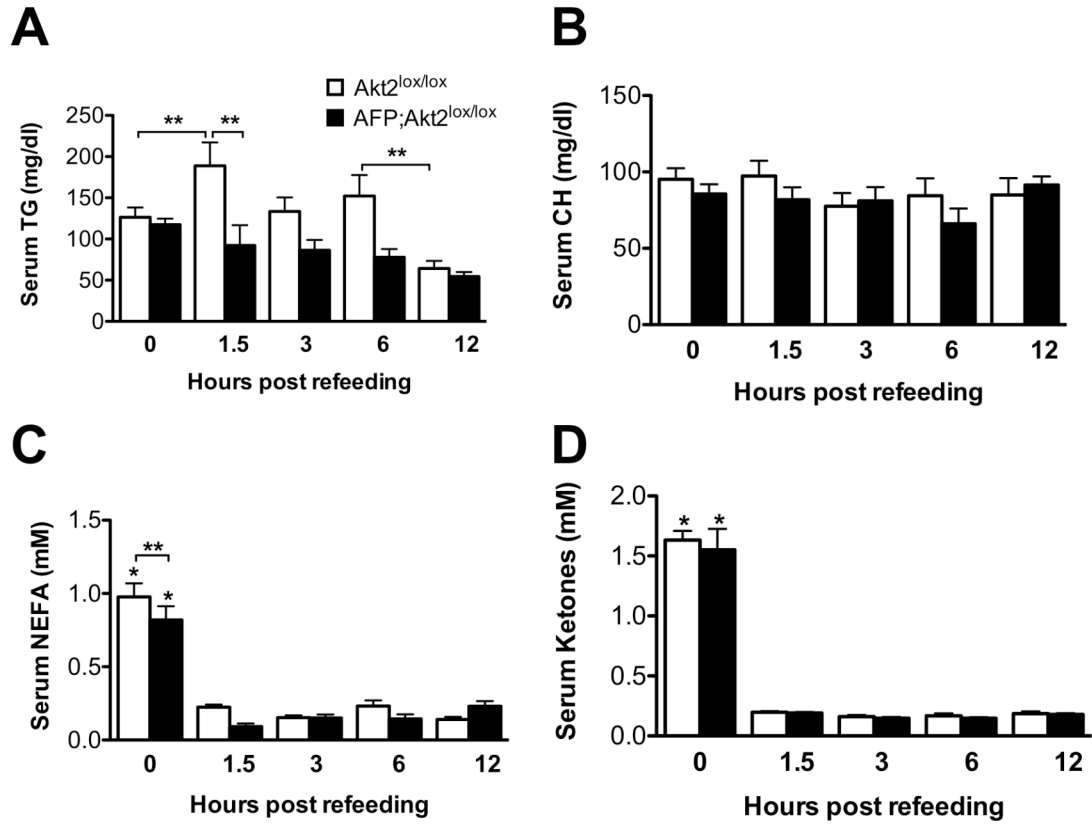 A
Akt2lox/lox
AFP;Akt2lox/lox
Serum TG (mg/dl)
250
200
150
100
50
0
** ** **
0 1.5 3 6 12
Hours post refeeding
B
Serum CH (mg/dl)
150
100
50
0
0 1.5 3 6 12
Hours post refeeding
C
Serum NEFA (mM)
1.5
1.0
0.5
0.0
**
* *
0 1.5 3 6 12
Hours post refeeding
D
Serum Ketones (mM)
2.0
1.5
1.0
0.5
0.0
* *
0 1.5 3 6 12
Hours post refeeding